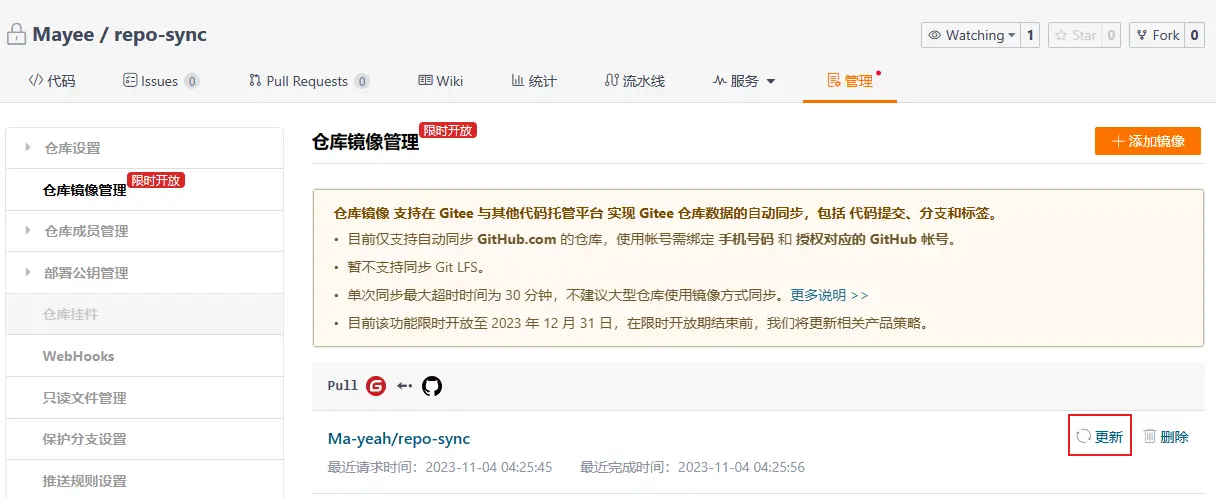 Mayee / repo-sync
Watching 1 Star 0 Fork 0
代码 Issues 0 Pull Requests 0 Wiki 统计 流水线 服务 管理
仓库设置
仓库镜像管理 限时开放
仓库成员管理
部署公钥管理
仓库挂件
WebHooks
只读文件管理
保护分支设置
推送规则设置
仓库镜像管理 限时开放
+ 添加镜像
仓库镜像 支持在 Gitee 与其他代码托管平台 实现 Gitee 仓库数据的自动同步，包括 代码提交、分支和标签。
• 目前仅支持自动同步 GitHub.com 的仓库，使用帐号需绑定 手机号码 和 授权对应的 GitHub 帐号。
• 暂不支持同步 Git LFS。
• 单次同步最大超时时间为 30 分钟，不建议大型仓库使用镜像方式同步。更多说明 >>
• 目前该功能限时开放至 2023 年 12 月 31 日，在限时开放期结束前，我们将更新相关产品策略。
Pull G
Ma-yeah/repo-sync
更新 删除
最近请求时间：2023-11-04 04:25:45 最近完成时间：2023-11-04 04:25:56